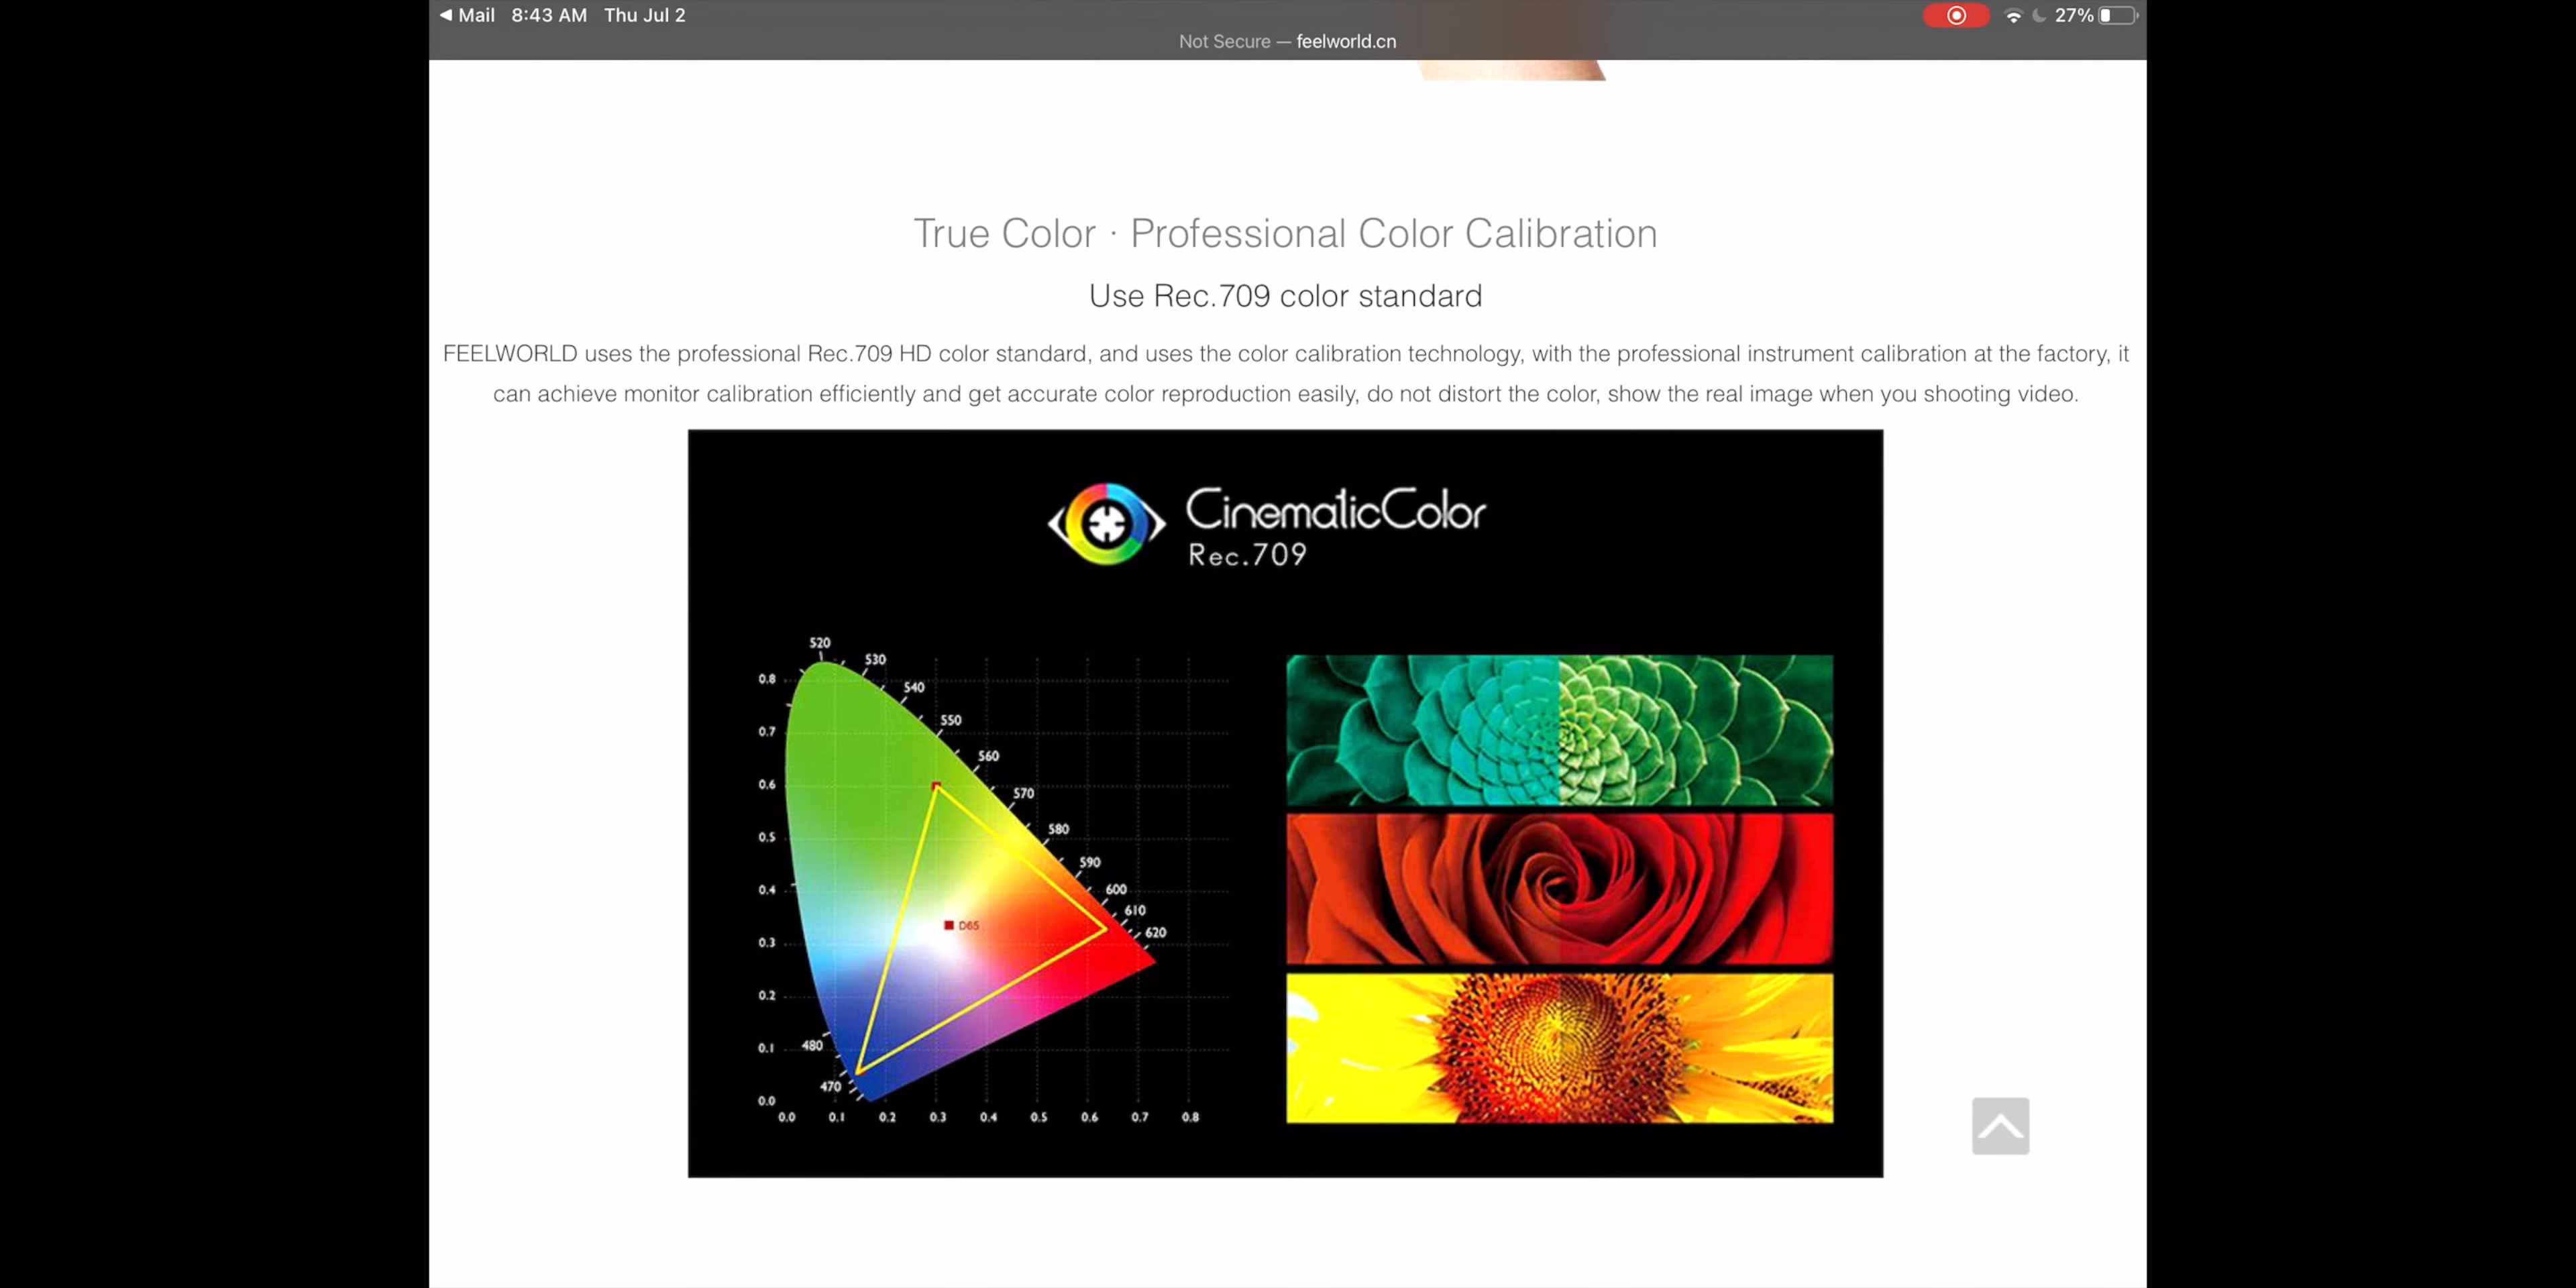 Mail 8:43 AM Thu Jul 2
27%
Not Secure — feelworld.cn
True Color · Professional Color Calibration
Use Rec.709 color standard
FEELWORLD uses the professional Rec.709 HD color standard, and uses the color calibration technology, with the professional instrument calibration at the factory, it
can achieve monitor calibration efficiently and get accurate color reproduction easily, do not distort the color, show the real image when you shooting video.
CinematicColor
Rec.709
520
530
0.8
540
550
0.7
560
0.6
570
580
0.5
590
0.4
600
610
D65
620
0.3
0.2
480
0.1
470
0.0
0.0 0.1 0.2 0.3 0.4 0.5 0.6 0.7 0.8